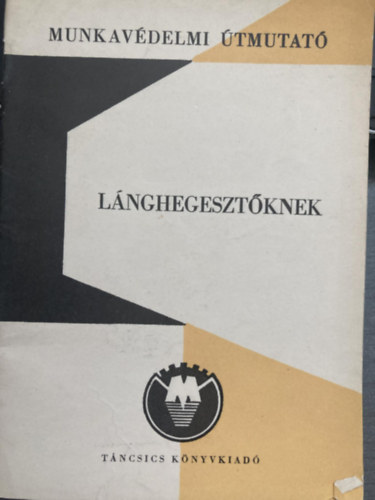 MUNKAVÉDELMI ÚTMUTATÓ
LÁNGHEGESZTŐKNEK
M
TÁNCSICS KÖNYVKIADÓ